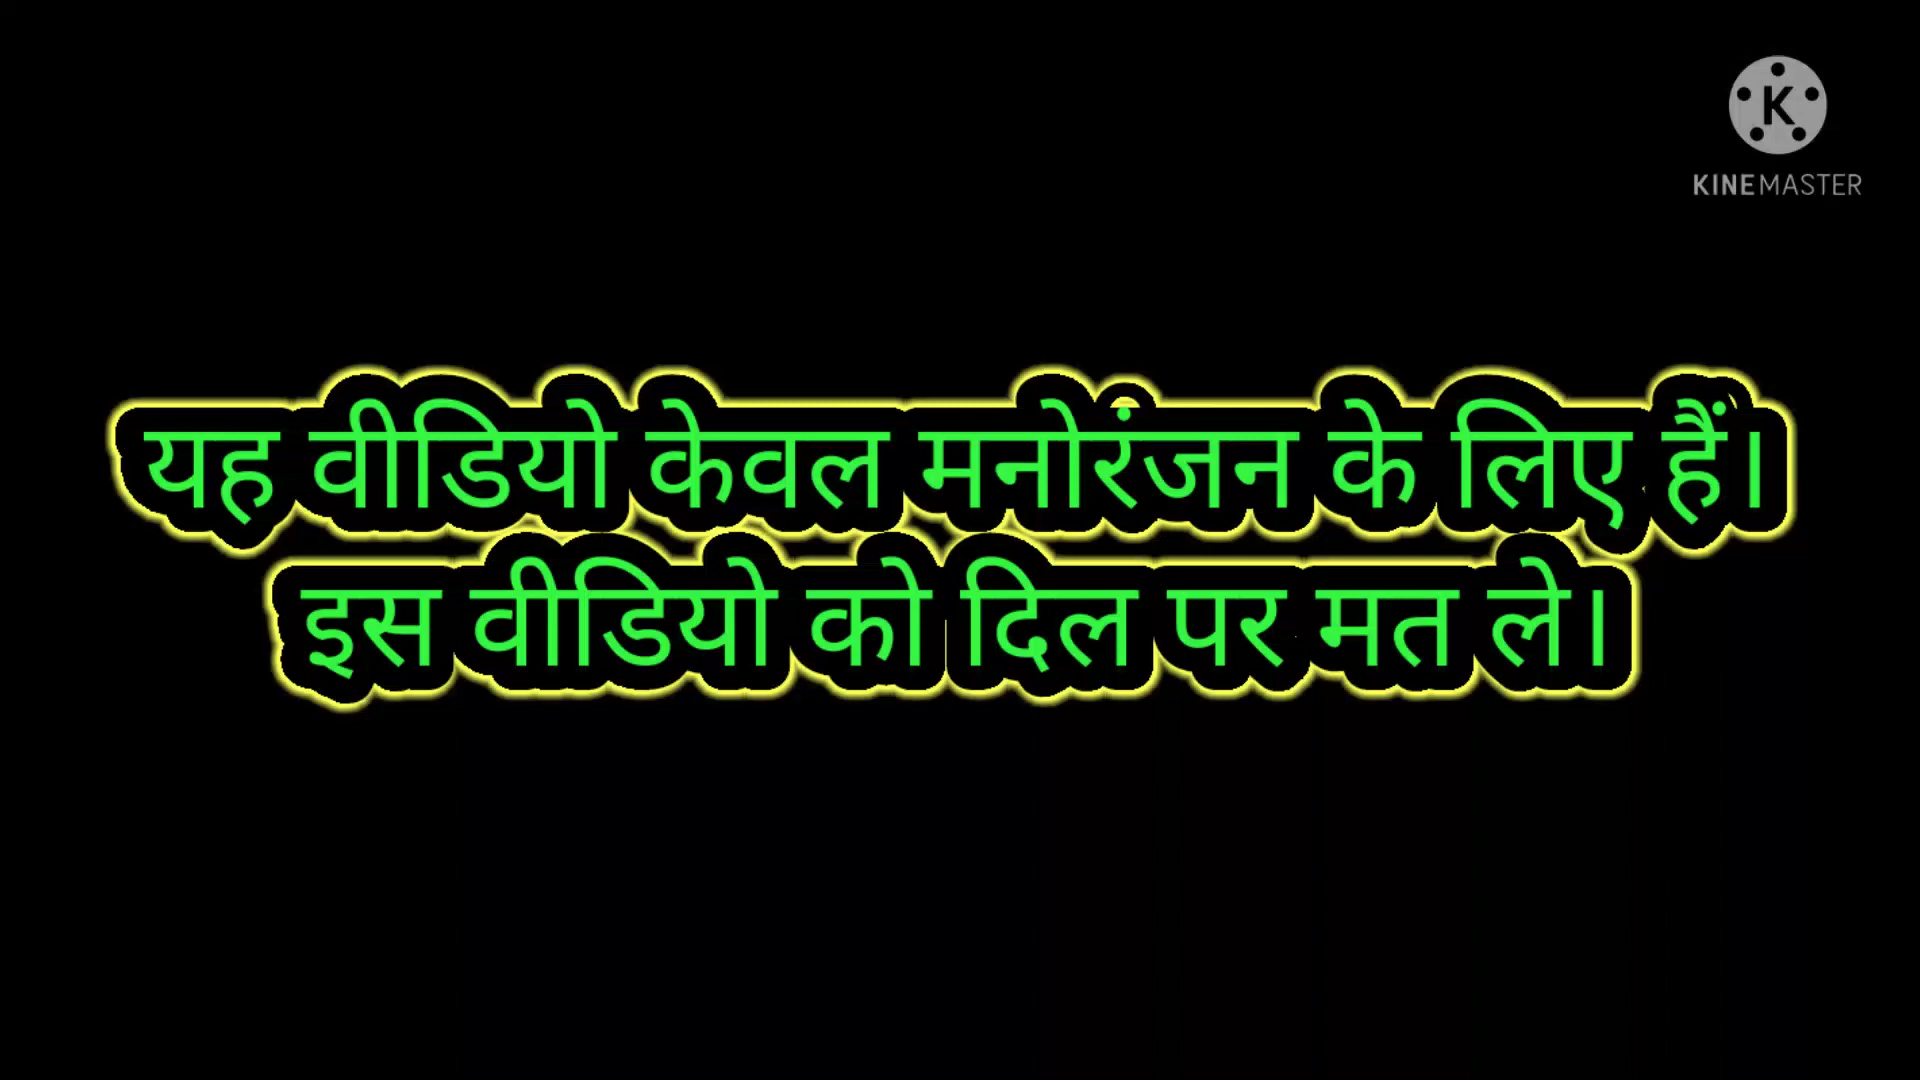 KINEMASTER
यह वीडियो केवल मनोरंजन के लिए हैं।
इस वीडियो को दिल पर मत ले।